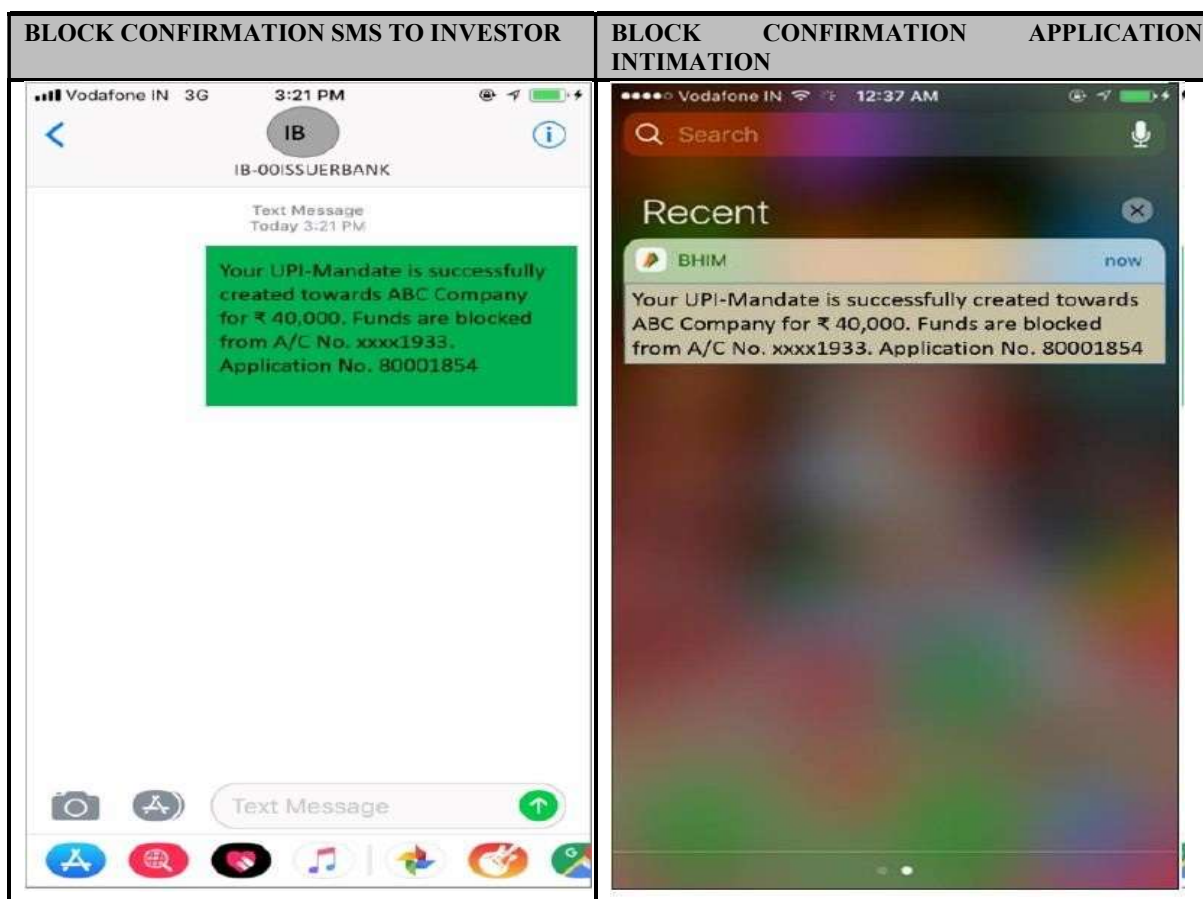 BLOCK CONFIRMATION SMS TO INVESTOR
BLOCK CONFIRMATION APPLICATION
INTIMATION
Vodafone IN 3G 3:21 PM
IB
IB-00ISSUERBANK
Text Message
Today 3:21 PM
Your UPI-Mandate is successfully
created towards ABC Company
for ₹ 40,000. Funds are blocked
from A/C No. xxxx1933.
Application No. 80001854
Text Message
Vodafone IN 12:37 AM
Search
Recent
BHIM now
Your UPI-Mandate is successfully created towards
ABC Company for ₹ 40,000. Funds are blocked
from A/C No. xxxx1933. Application No. 80001854